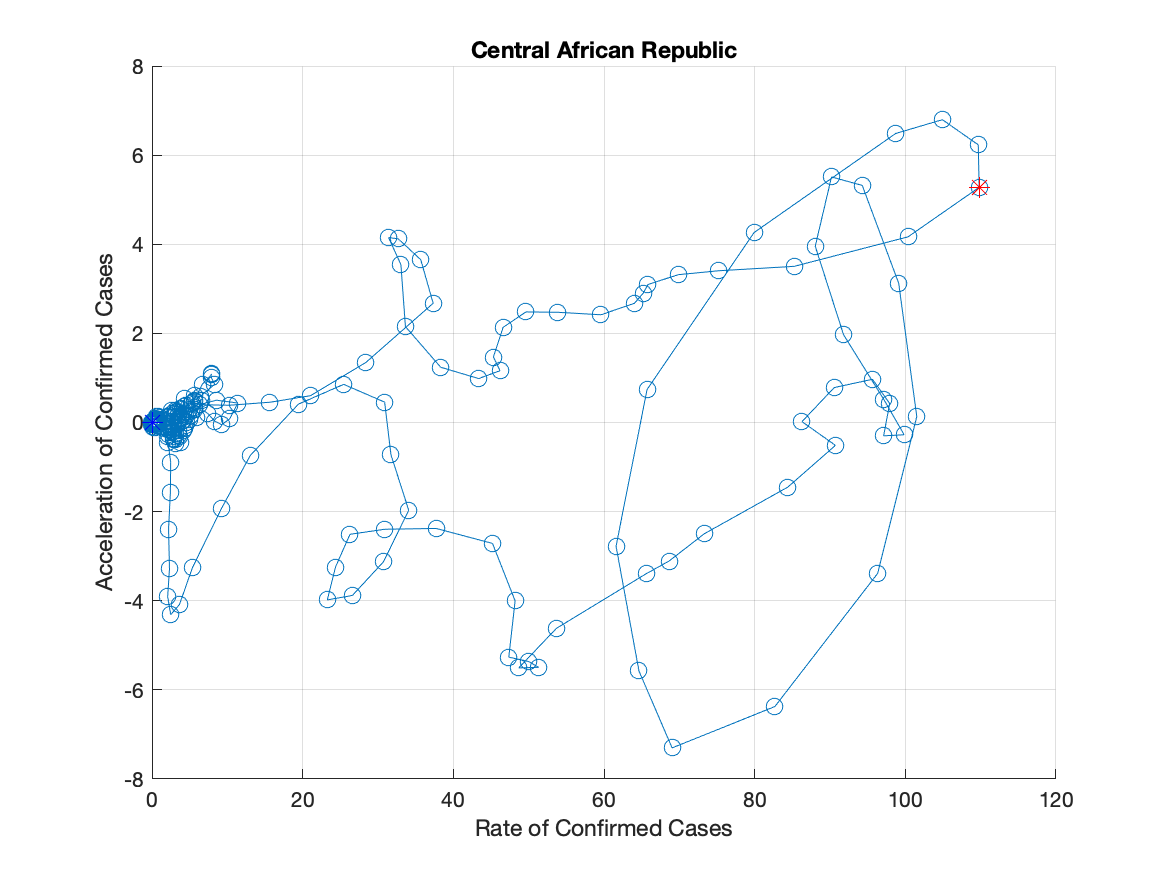 Central African Republic
8
6
4
2
0
-2
-4
-6
-8
Acceleration of Confirmed Cases
0 20 40 60 80 100 120
Rate of Confirmed Cases